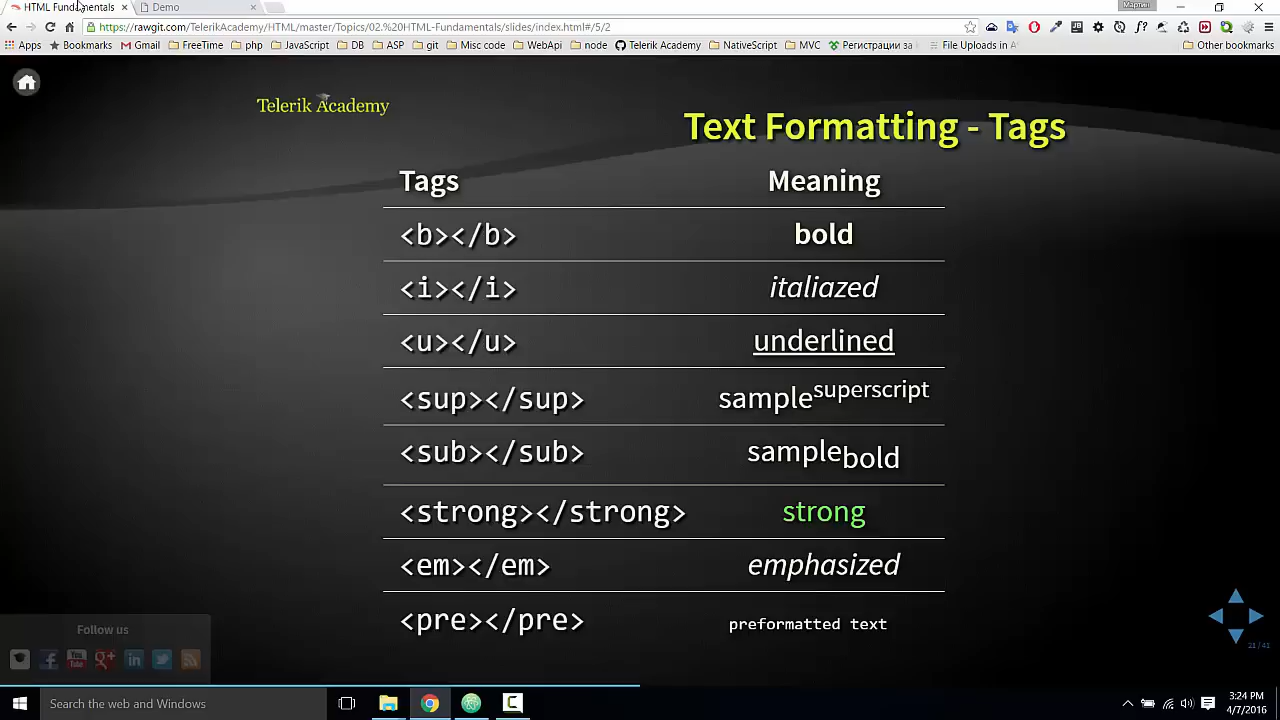 HTML Fundamentals
Demo
Мартин
https://rawgit.com/TelerikAcademy/HTML/master/Topics/02.%20HTML-Fundamentals/slides/index.html#/5/2
Apps Bookmarks Gmail FreeTime php JavaScript DB ASP git Misc code WebApi node Telerik Academy NativeScript MVC Регистрации за File Uploads in A Other bookmarks
Telerik Academy
Text Formatting - Tags
Tags Meaning
<b></b> bold
<i></i> italiazed
<u></u> underlined
<sup></sup> samplesuperscript
<sub></sub> samplebold
<strong></strong> strong
<em></em> emphasized
<pre></pre> preformatted text
Follow us
21 / 41
Search the web and Windows
3:24 PM
4/7/2016